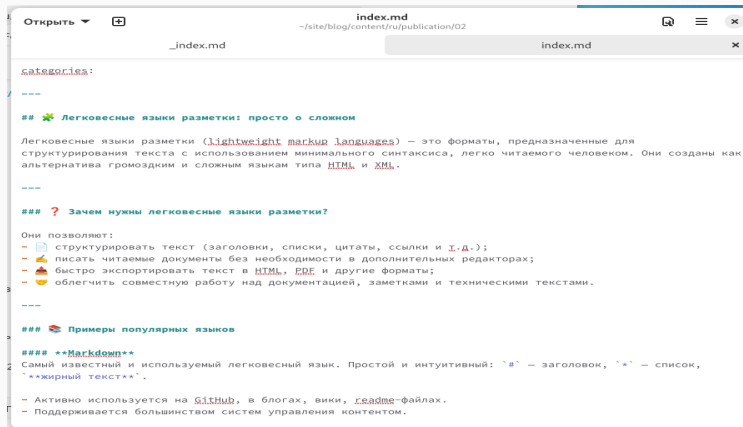 Открыть
index.md
~/site/blog/content/ru/publication/02
_index.md
index.md
categories:
---
## 🧩 Легковесные языки разметки: просто о сложном
Легковесные языки разметки (lightweight markup languages) — это форматы, предназначенные для
структурирования текста с использованием минимального синтаксиса, легко читаемого человеком. Они созданы как
альтернатива громоздким и сложным языкам типа HTML и XML.
---
### ❓ Зачем нужны легковесные языки разметки?
Они позволяют:
- 📄 структурировать текст (заголовки, списки, цитаты, ссылки и т.д.);
- ✍️ писать читаемые документы без необходимости в дополнительных редакторах;
- 📤 быстро экспортировать текст в HTML, PDF и другие форматы;
- 🤝 облегчить совместную работу над документацией, заметками и техническими текстами.
---
### 📚 Примеры популярных языков
#### **Markdown**
Самый известный и используемый легковесный язык. Простой и интуитивный: `#` — заголовок, `*` — список,
`**жирный текст**`.
- Активно используется на GitHub, в блогах, вики, readme-файлах.
- Поддерживается большинством систем управления контентом.